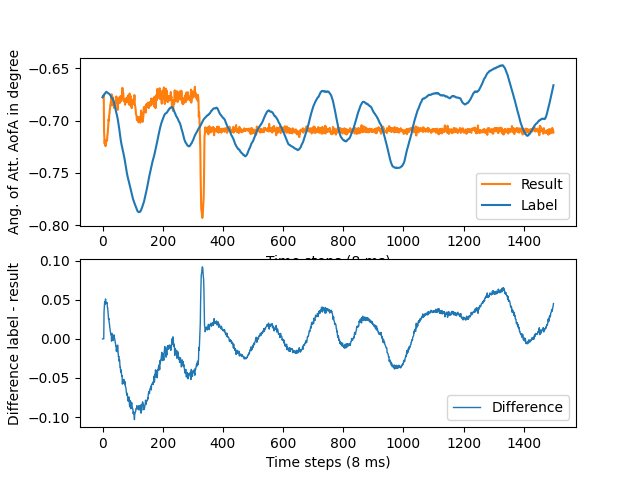 Ang. of Att. AofA in degree
−0.65
−0.70
−0.75
−0.80
Result
Label
0 200 400 600 800 1000 1200 1400
Time steps (8 ms)
Difference label - result
0.10
0.05
0.00
−0.05
−0.10
Difference
0 200 400 600 800 1000 1200 1400
Time steps (8 ms)